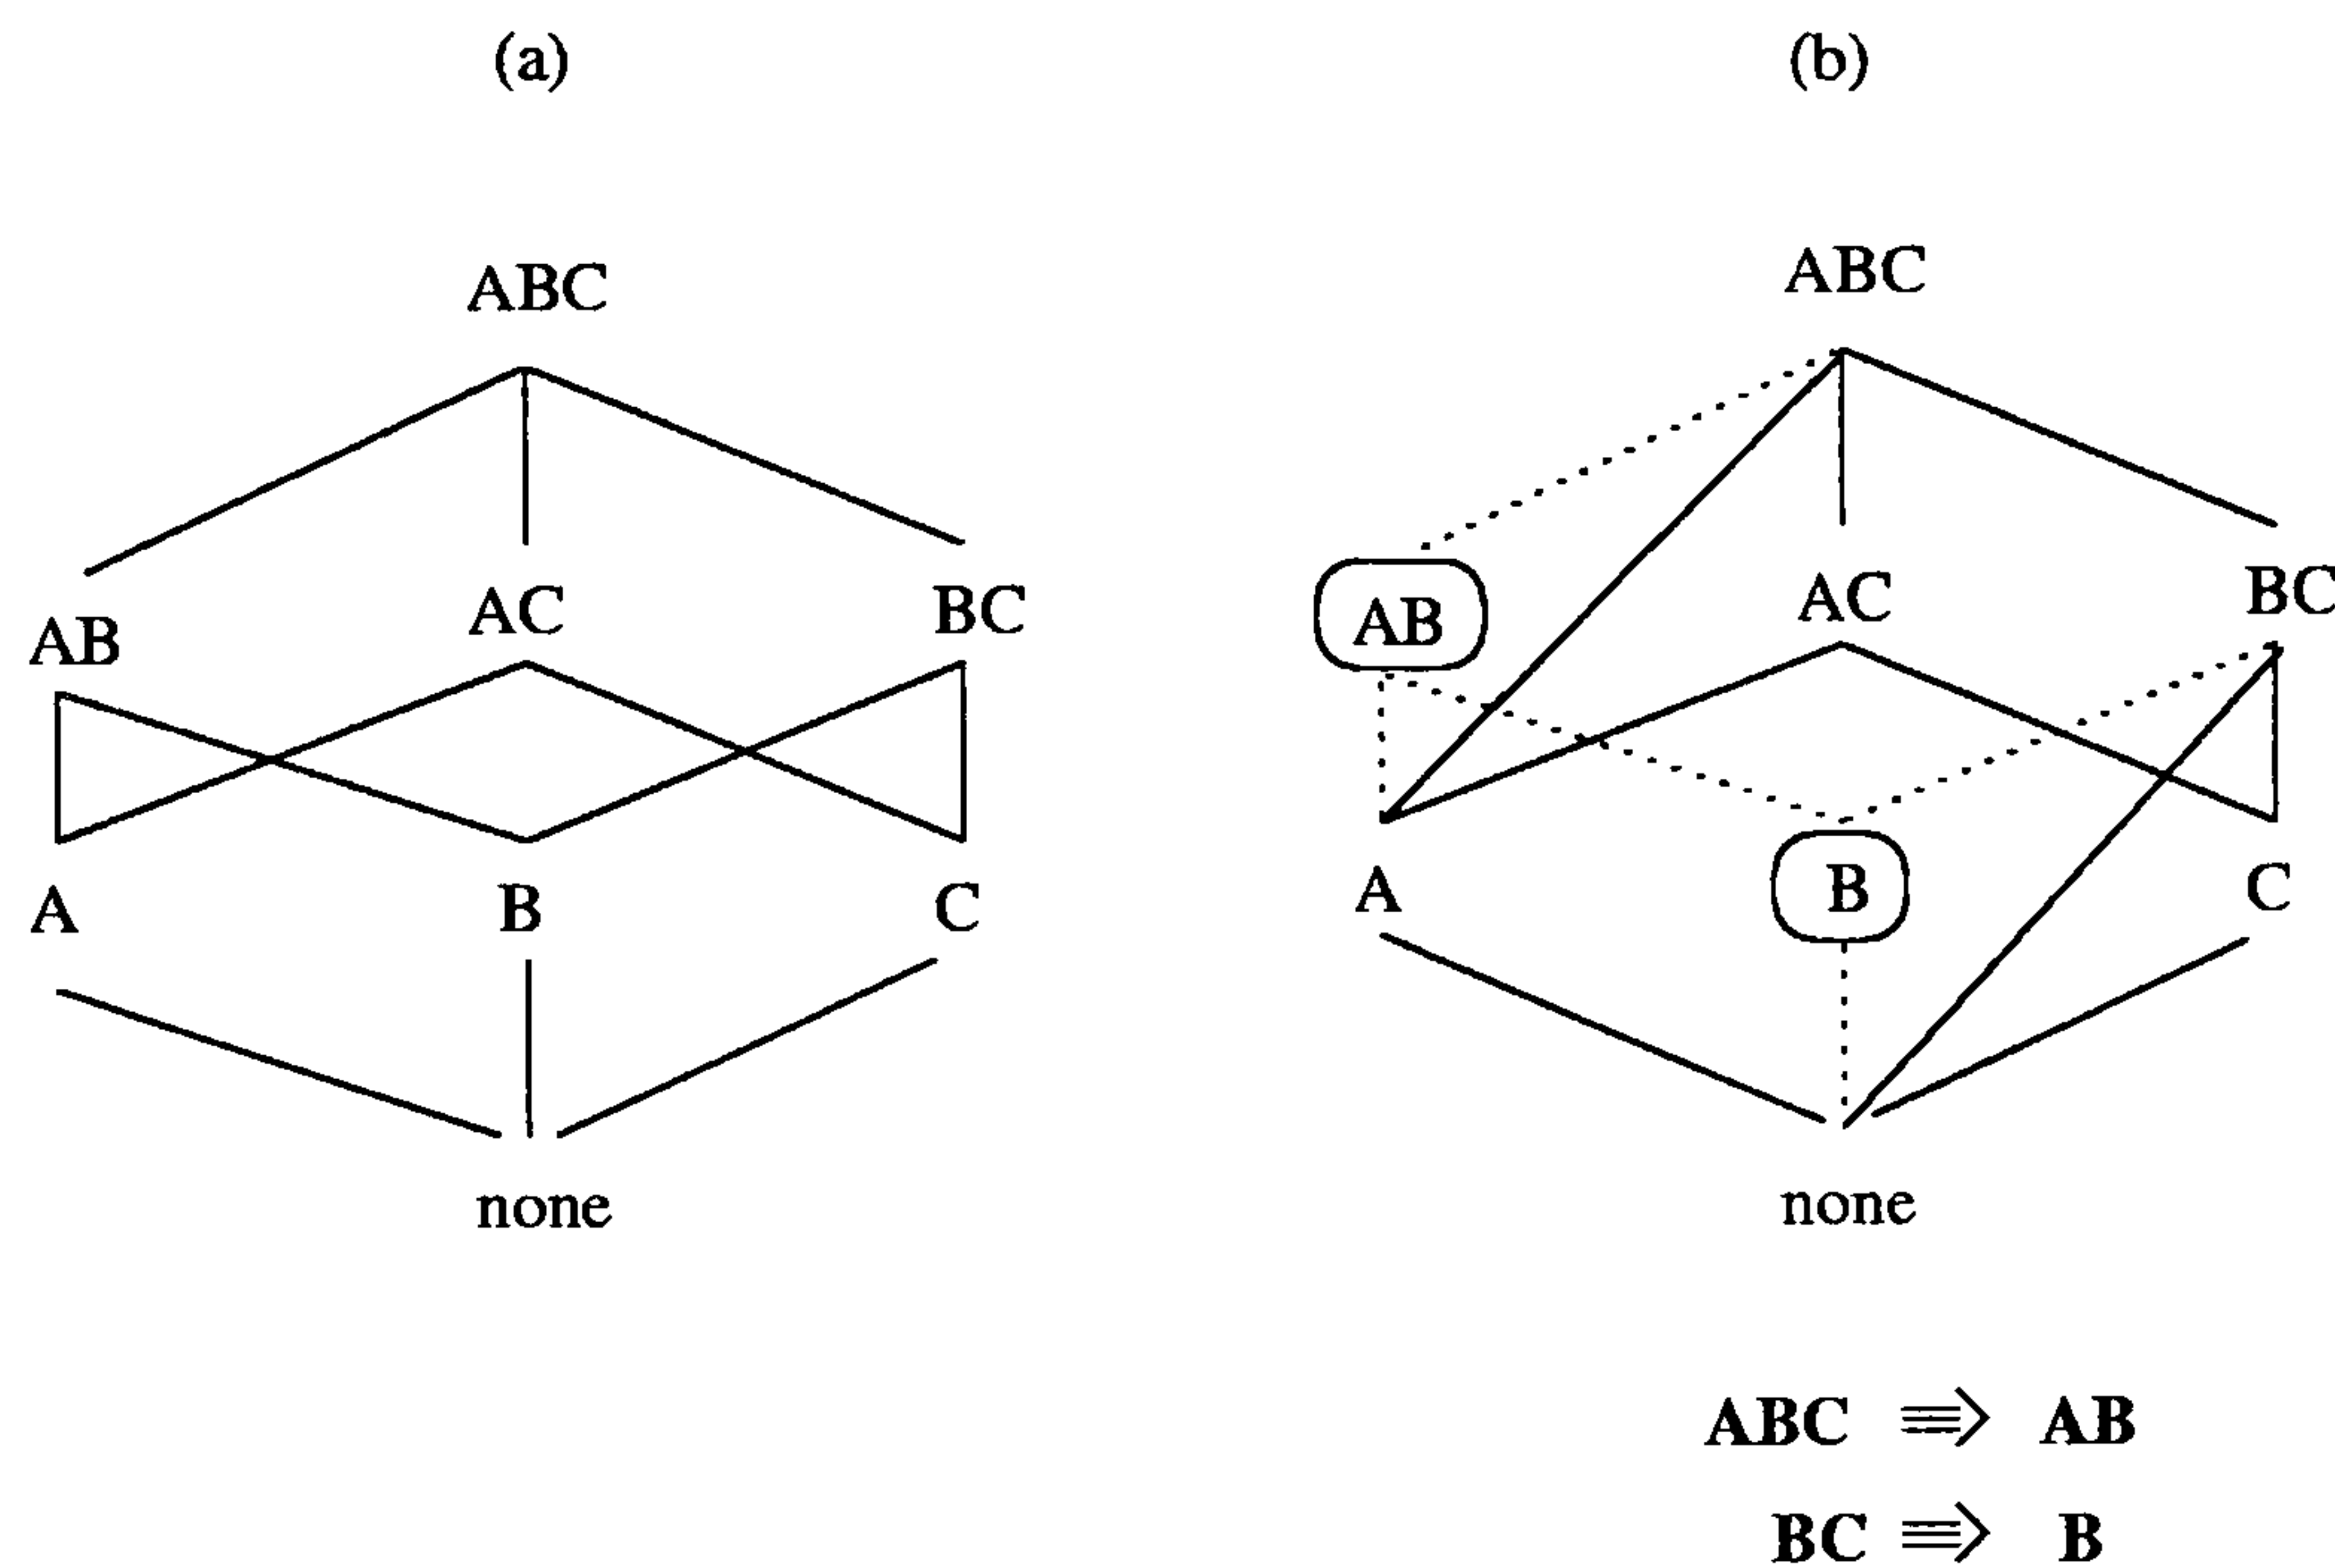 (a) (b)
ABC ABC
AB AC BC AB AC BC
A B C A B C
none none
ABC ⇛ AB
BC ⇛ B